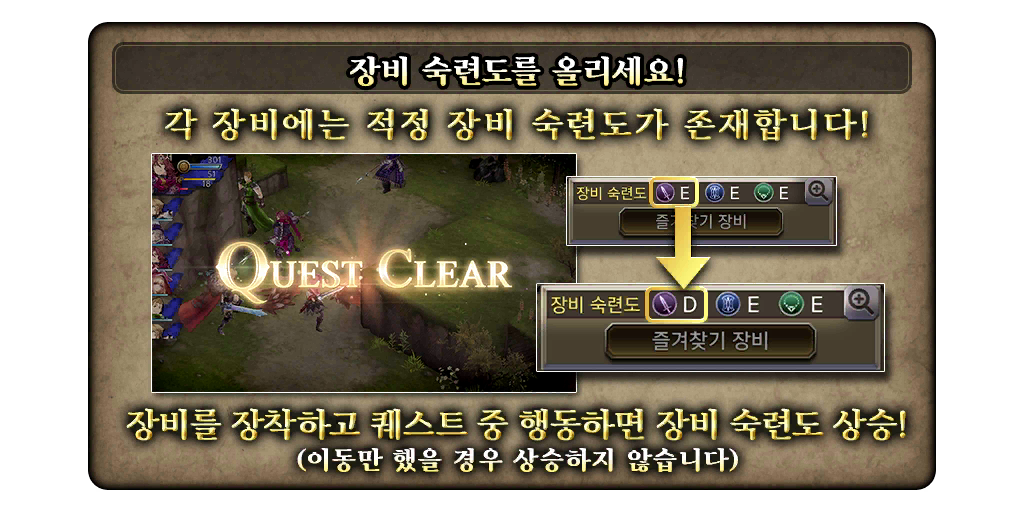 장비 숙련도를 올리세요!
각 장비에는 적정 장비 숙련도가 존재합니다!
301
51
18
QUEST CLEAR
장비 숙련도 E E E
즐겨찾기 장비
장비 숙련도 D E E
즐겨찾기 장비
장비를 장착하고 퀘스트 중 행동하면 장비 숙련도 상승!
(이동만 했을 경우 상승하지 않습니다)